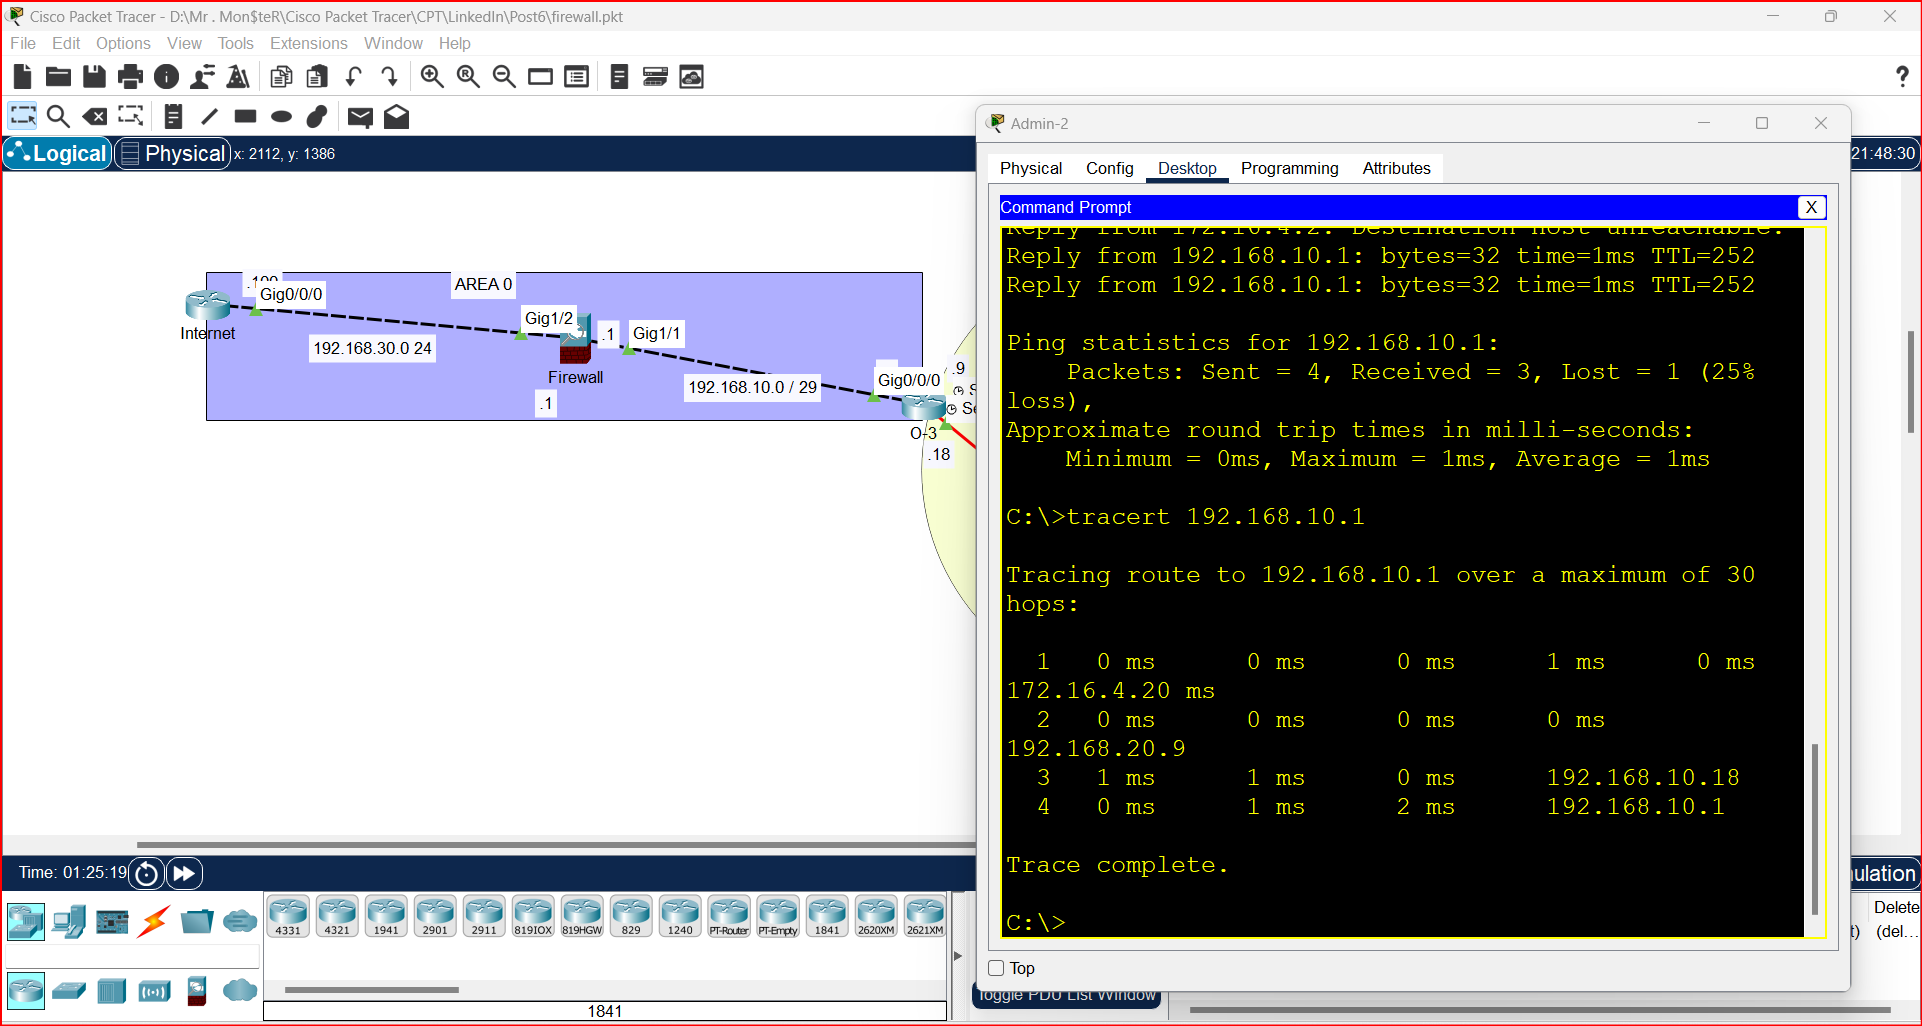 Cisco Packet Tracer - D:\Mr . Mon$teR\Cisco Packet Tracer\CPT\LinkedIn\Post6\firewall.pkt
File Edit Options View Tools Extensions Window Help
Logical Physical x: 2112, y: 1386
21:48:30
AREA 0
Gig0/0/0
Internet
192.168.30.0 24
Gig1/2
.1
Gig1/1
Firewall
.1
192.168.10.0 / 29
Gig0/0/0
.9
O-3
.18
Admin-2
Physical Config Desktop Programming Attributes
Command Prompt X
Reply from 172.16.4.2: Destination host unreachable.
Reply from 192.168.10.1: bytes=32 time=1ms TTL=252
Reply from 192.168.10.1: bytes=32 time=1ms TTL=252
Ping statistics for 192.168.10.1:
Packets: Sent = 4, Received = 3, Lost = 1 (25%
loss),
Approximate round trip times in milli-seconds:
Minimum = 0ms, Maximum = 1ms, Average = 1ms
C:\>tracert 192.168.10.1
Tracing route to 192.168.10.1 over a maximum of 30
hops:
1 0 ms 0 ms 0 ms 1 ms 0 ms
172.16.4.20 ms
2 0 ms 0 ms 0 ms 0 ms
192.168.20.9
3 1 ms 1 ms 0 ms 192.168.10.18
4 0 ms 1 ms 2 ms 192.168.10.1
Trace complete.
C:\>
Top
Time: 01:25:19
4331 4321 1941 2901 2911 819IOX 819HGW 829 1240 PT-Router PT-Empty 1841 2620XM 2621XM
1841
Toggle PDU List Window
ulation
Delete
t) (del...